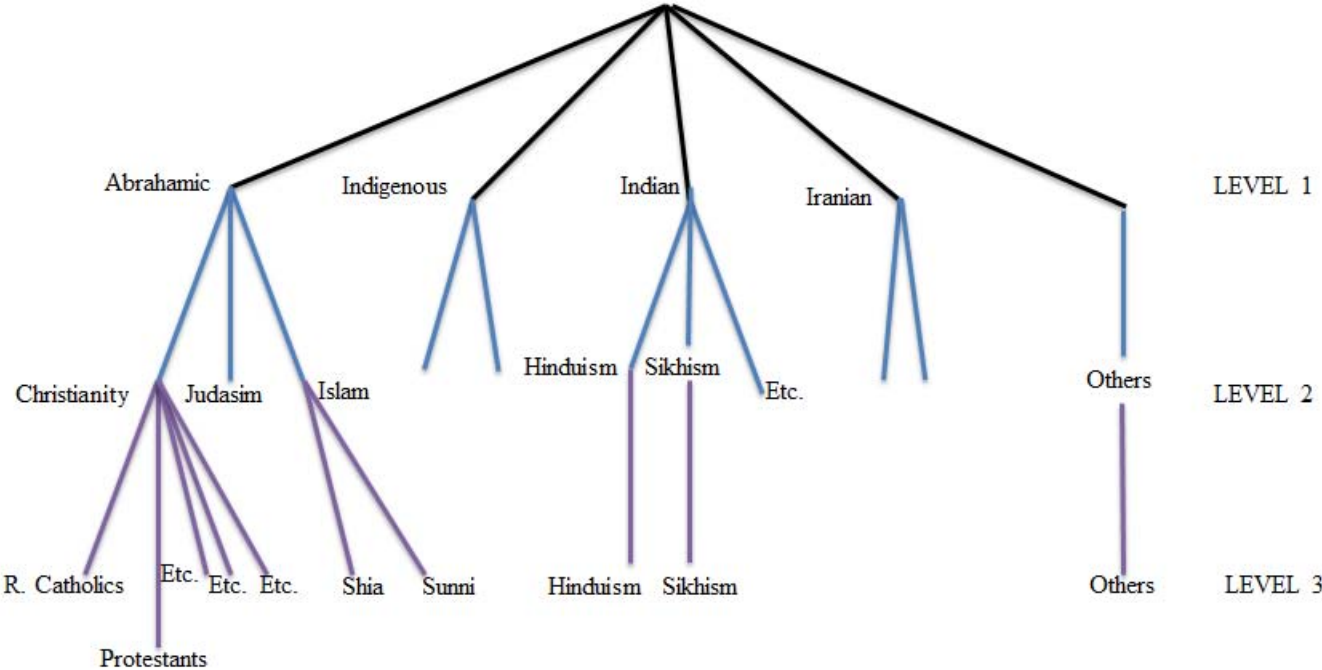 Abrahamic
Indigenous
Indian
Iranian
LEVEL 1
Christianity
Judasim
Islam
Hinduism
Sikhism
Etc.
Others
LEVEL 2
R. Catholics
Etc.
Etc.
Etc.
Shia
Sunni
Hinduism
Sikhism
Others
LEVEL 3
Protestants